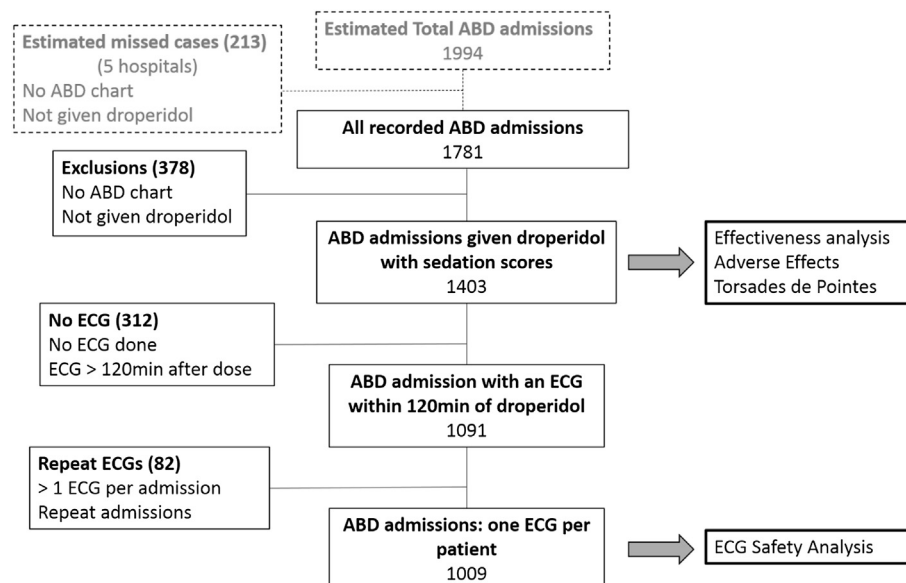 Estimated missed cases (213)
(5 hospitals)
No ABD chart
Not given droperidol
Estimated Total ABD admissions
1994
All recorded ABD admissions
1781
Exclusions (378)
No ABD chart
Not given droperidol
ABD admissions given droperidol
with sedation scores
1403
Effectiveness analysis
Adverse Effects
Torsades de Pointes
No ECG (312)
No ECG done
ECG > 120min after dose
ABD admission with an ECG
within 120min of droperidol
1091
Repeat ECGs (82)
> 1 ECG per admission
Repeat admissions
ABD admissions: one ECG per
patient
1009
ECG Safety Analysis